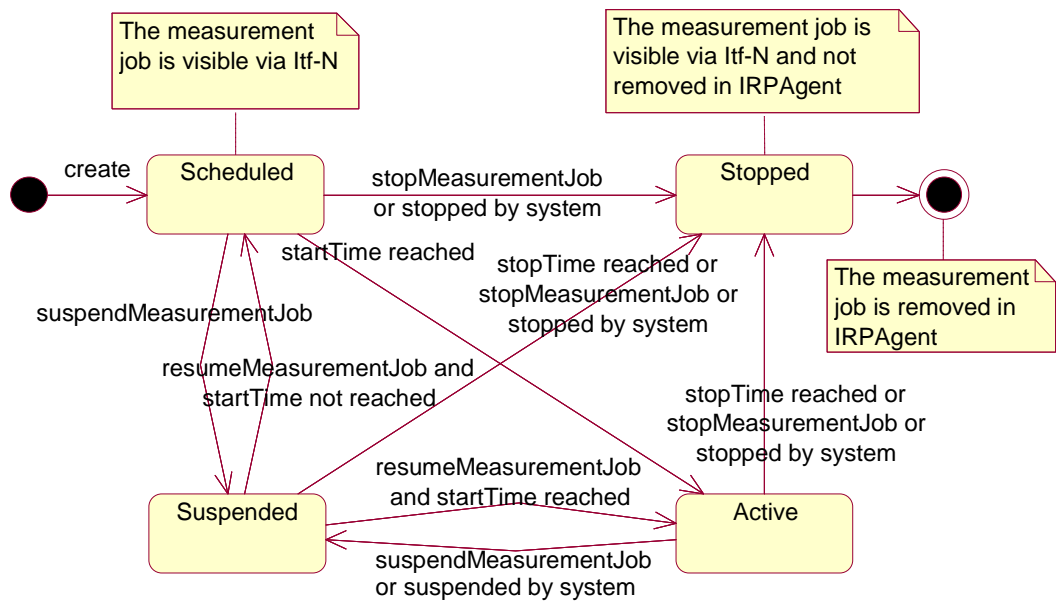 The measurement
job is visible via Itf-N
The measurement job is
visible via Itf-N and not
removed in IRPAgent
create
Scheduled
stopMeasurementJob
or stopped by system
Stopped
startTime reached
stopTime reached or
stopMeasurementJob or
stopped by system
The measurement
job is removed in
IRPAgent
suspendMeasurementJob
resumeMeasurementJob and
startTime not reached
stopTime reached or
stopMeasurementJob or
stopped by system
resumeMeasurementJob
and startTime reached
Suspended
Active
suspendMeasurementJob
or suspended by system